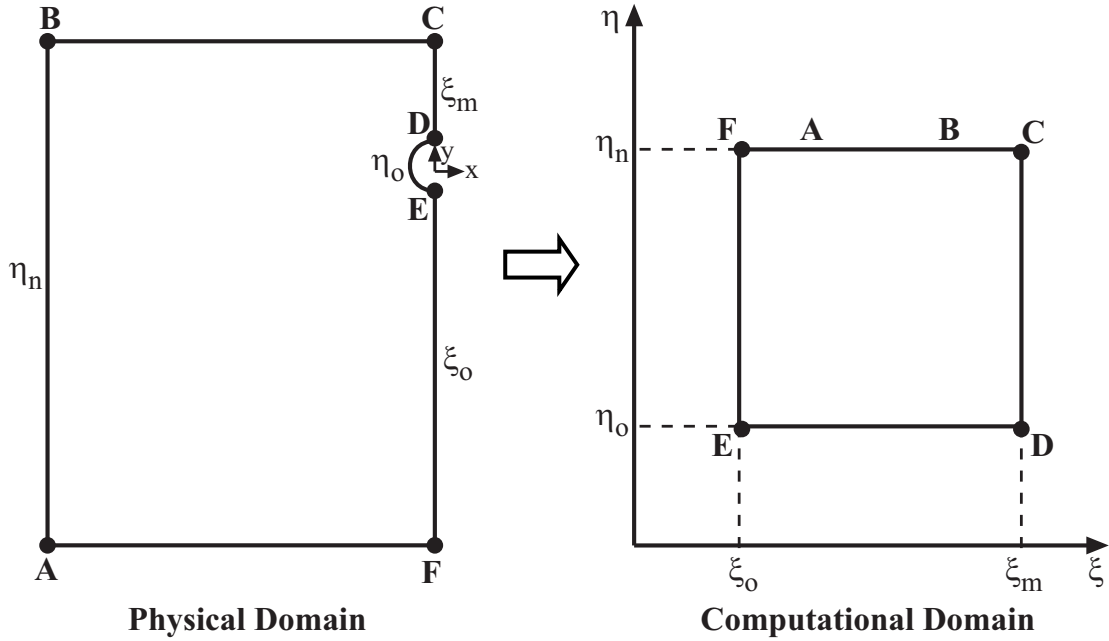 B
C
ξm
D
y
x
ηo
E
ηn
ξo
A
F
Physical Domain
η
F
A
B
C
ηn
ηo
E
D
ξo
ξm
ξ
Computational Domain